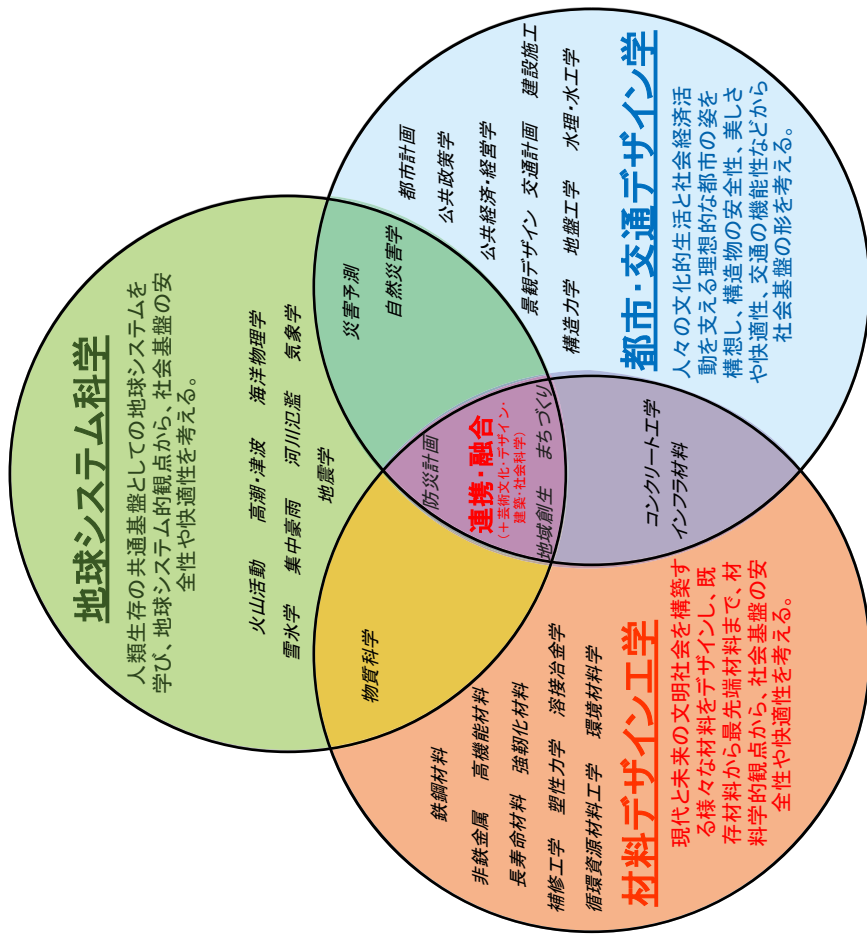 地球システム科学
人類生存の共通基盤としての地球システムを
学び、地球システム的観点から、社会基盤の安
全性や快適性を考える。
火山活動 高潮・津波 海洋物理学
雪氷学 集中豪雨 河川氾濫 気象学
地震学
物質科学
災害予測
自然災害学
防災計画
連携・融合
(+芸術文化・デザイン・
建築・社会科学)
地域創生 まちづくり
鉄鋼材料
非鉄金属 高機能材料
長寿命材料 強靭化材料
補修工学 塑性力学 溶接冶金学
循環資源材料工学 環境材料学
材料デザイン工学
現代と未来の文明社会を構築す
る様々な材料をデザインし、既
存材料から最先端材料まで、材
料学的観点から、社会基盤の安
全性や快適性を考える。
コンクリート工学
インフラ材料
都市計画
公共政策学
公共経済・経営学
景観デザイン 交通計画 建設施工
構造力学 地盤工学 水理・水工学
都市・交通デザイン学
人々の文化的生活と社会経済活
動を支える理想的な都市の姿を
構想し、構造物の安全性、美しさ
や快適性、交通の機能性などから
社会基盤の形を考える。